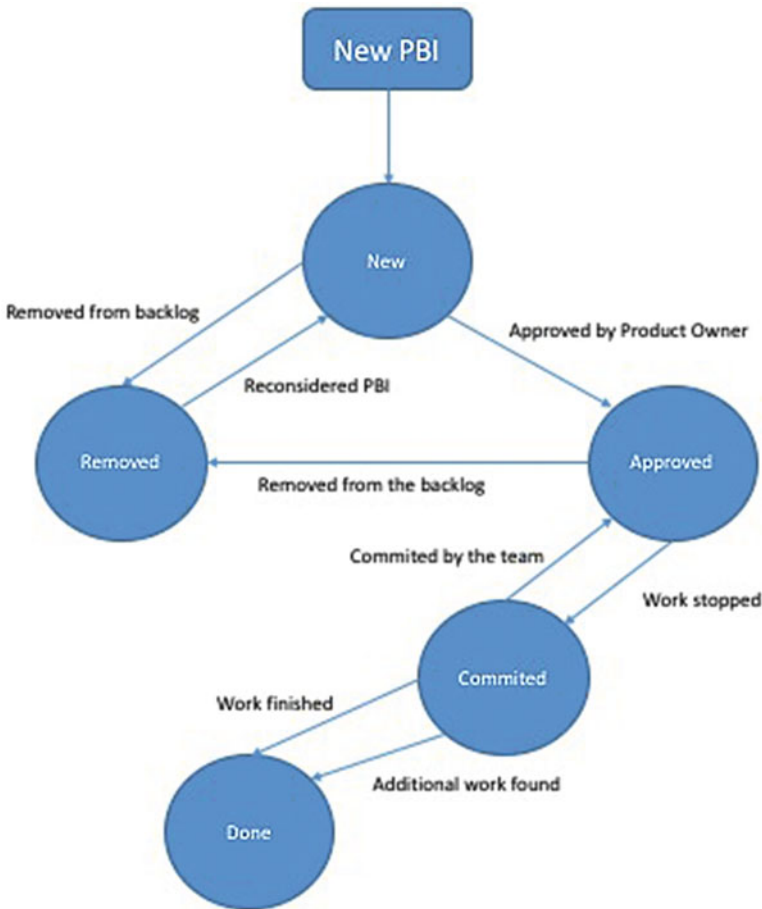 New PBI
New
Removed from backlog
Approved by Product Owner
Reconsidered PBI
Removed
Approved
Removed from the backlog
Commited by the team
Work stopped
Commited
Work finished
Additional work found
Done